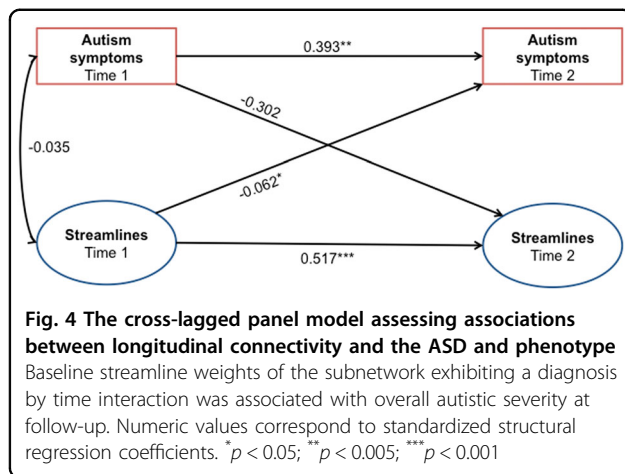 Autism
symptoms
Time 1
0.393**
Autism
symptoms
Time 2
-0.302
-0.035
-0.062*
Streamlines
Time 1
0.517***
Streamlines
Time 2
Fig. 4 The cross-lagged panel model assessing associations
between longitudinal connectivity and the ASD and phenotype
Baseline streamline weights of the subnetwork exhibiting a diagnosis
by time interaction was associated with overall autistic severity at
follow-up. Numeric values correspond to standardized structural
regression coefficients. *p < 0.05; **p < 0.005; ***p < 0.001